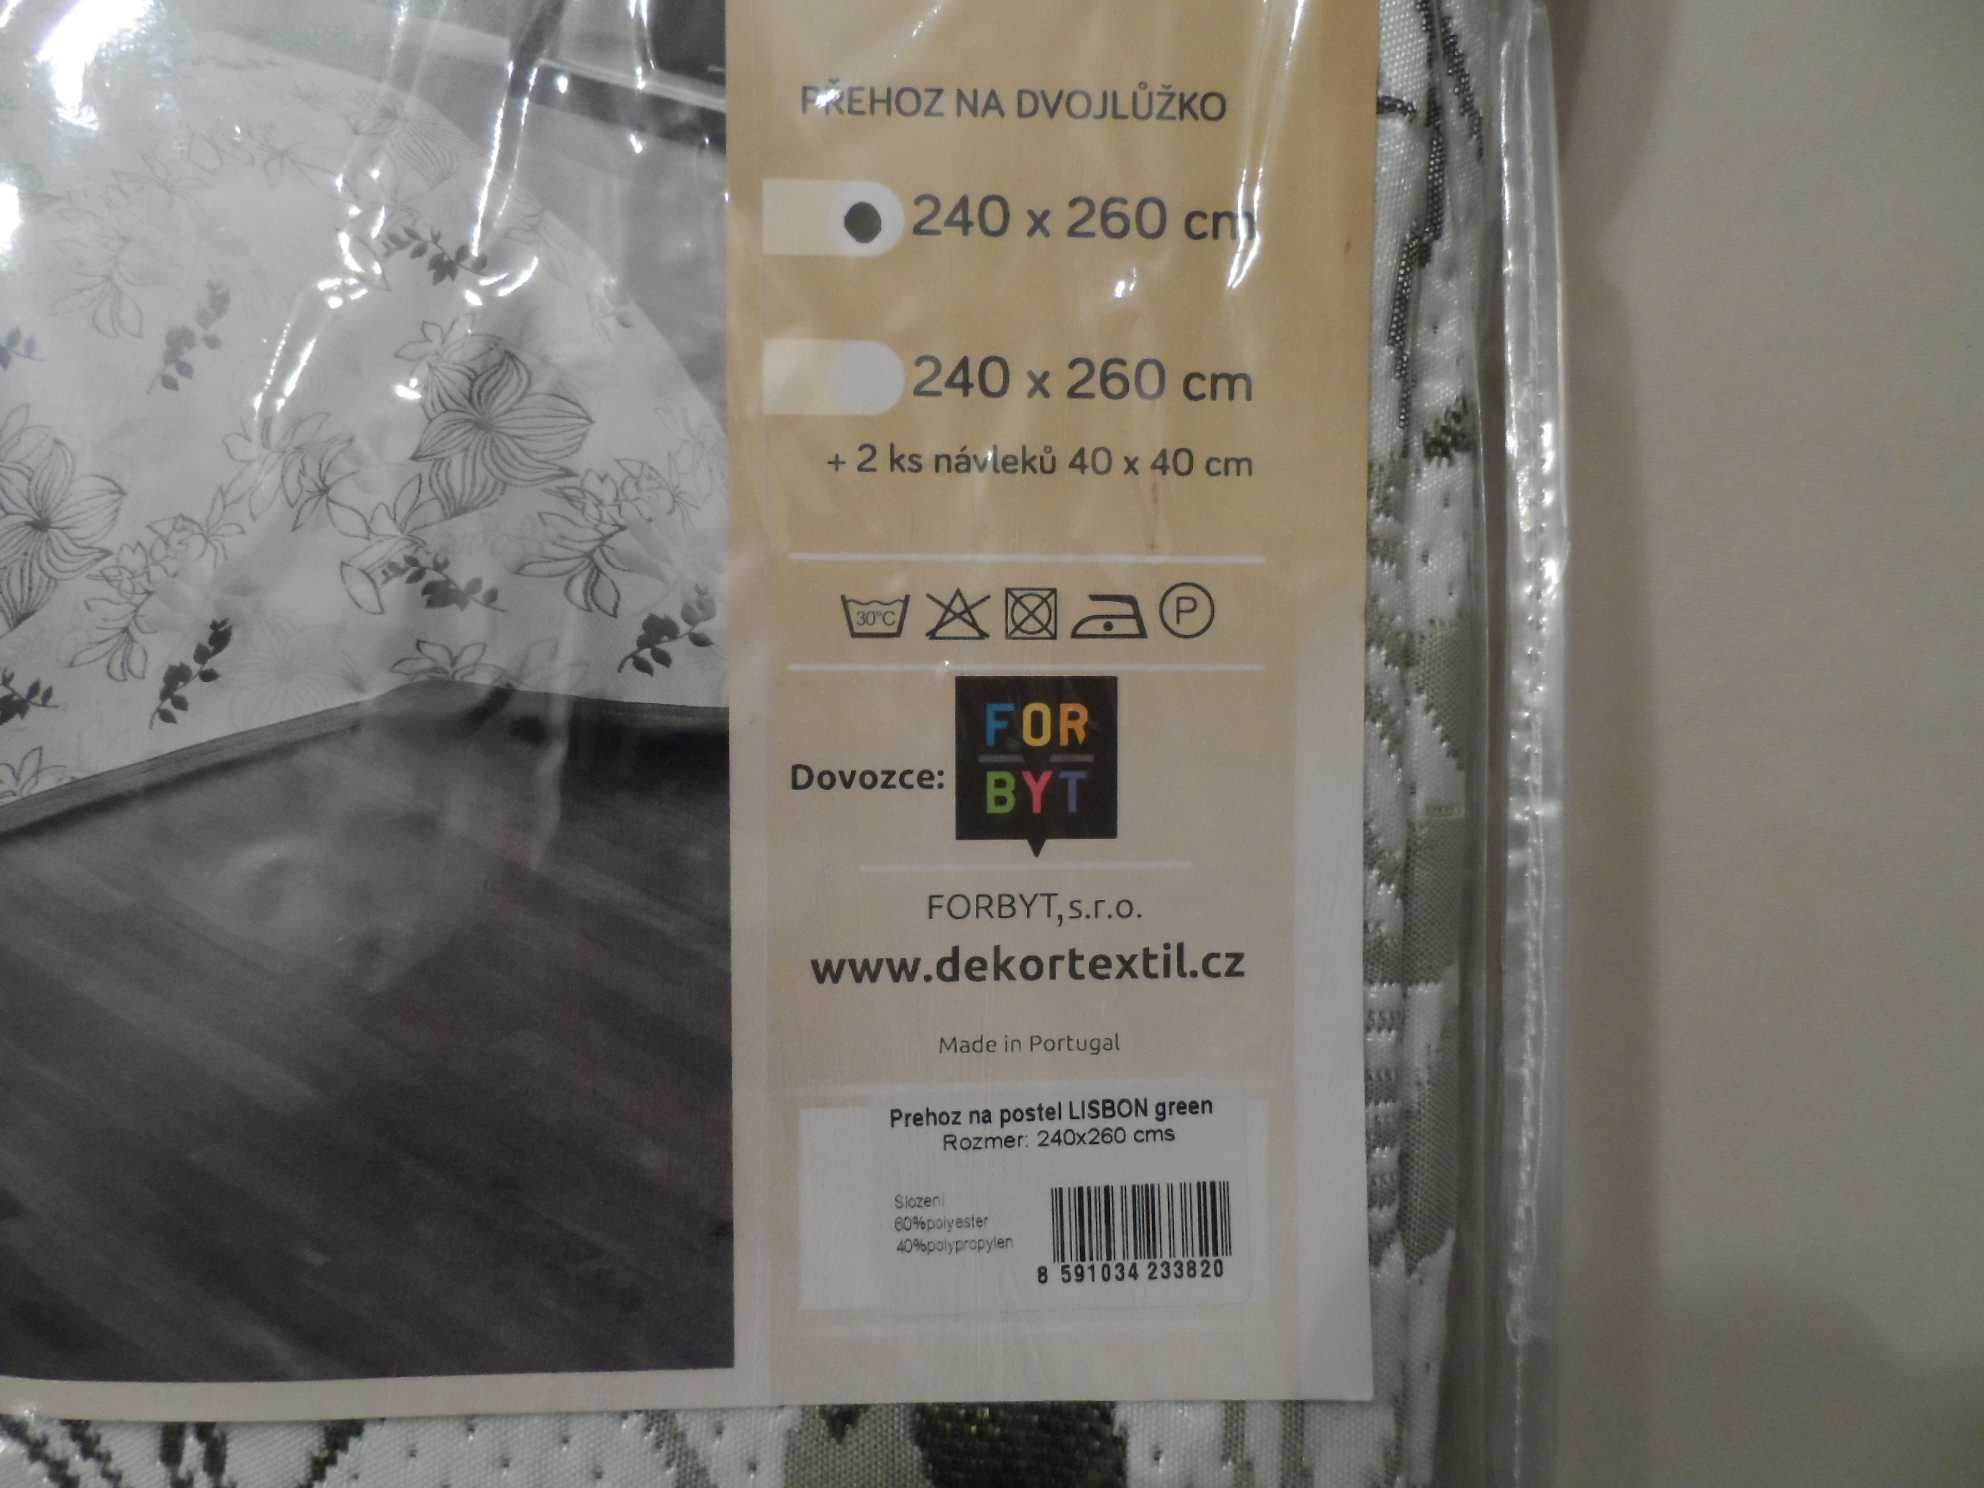 PŘEHOZ NA DVOJLŮŽKO
240 x 260 cm
240 x 260 cm
+ 2 ks návleků 40 x 40 cm
30°C
P
Dovozce:
FOR
BYT
FORBYT,s.r.o.
www.dekortextil.cz
Made in Portugal
Prehoz na postel LISBON green
Rozmer: 240x260 cms
Slozeni
60%polyester
40%polypropylen
8 591034 233820